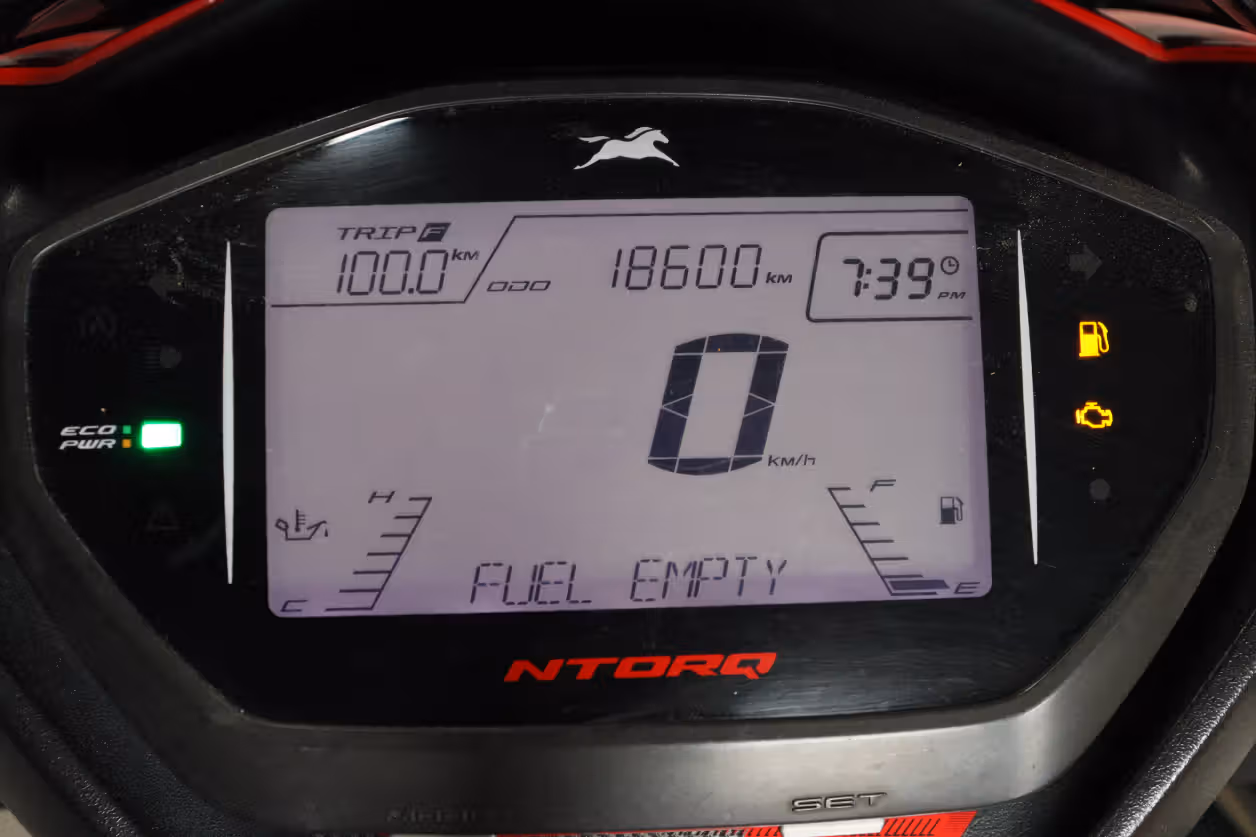 TRIP F
100.0 KM
ODO 18600 KM
7:39 PM
0 KM/H
ECO
PWR
H
C
F
E
FUEL EMPTY
NTORQ
SET